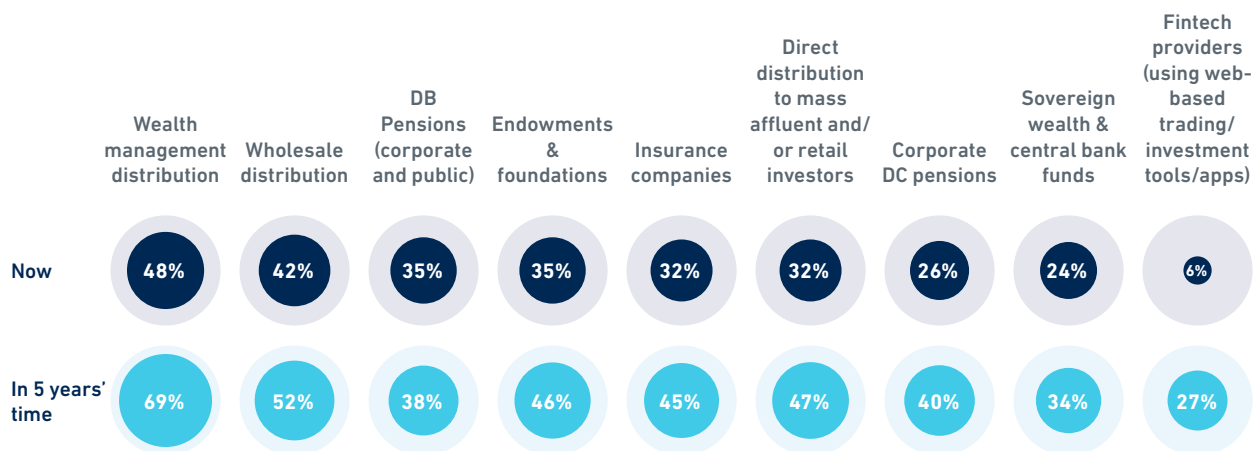 Wealth
management
distribution
Wholesale
distribution
DB
Pensions
(corporate
and public)
Endowments
&
foundations
Insurance
companies
Direct
distribution
to mass
affluent and/
or retail
investors
Corporate
DC pensions
Sovereign
wealth &
central bank
funds
Fintech
providers
(using web-
based
trading/
investment
tools/apps)
Now
48%
42%
35%
35%
32%
32%
26%
24%
6%
In 5 years’
time
69%
52%
38%
46%
45%
47%
40%
34%
27%